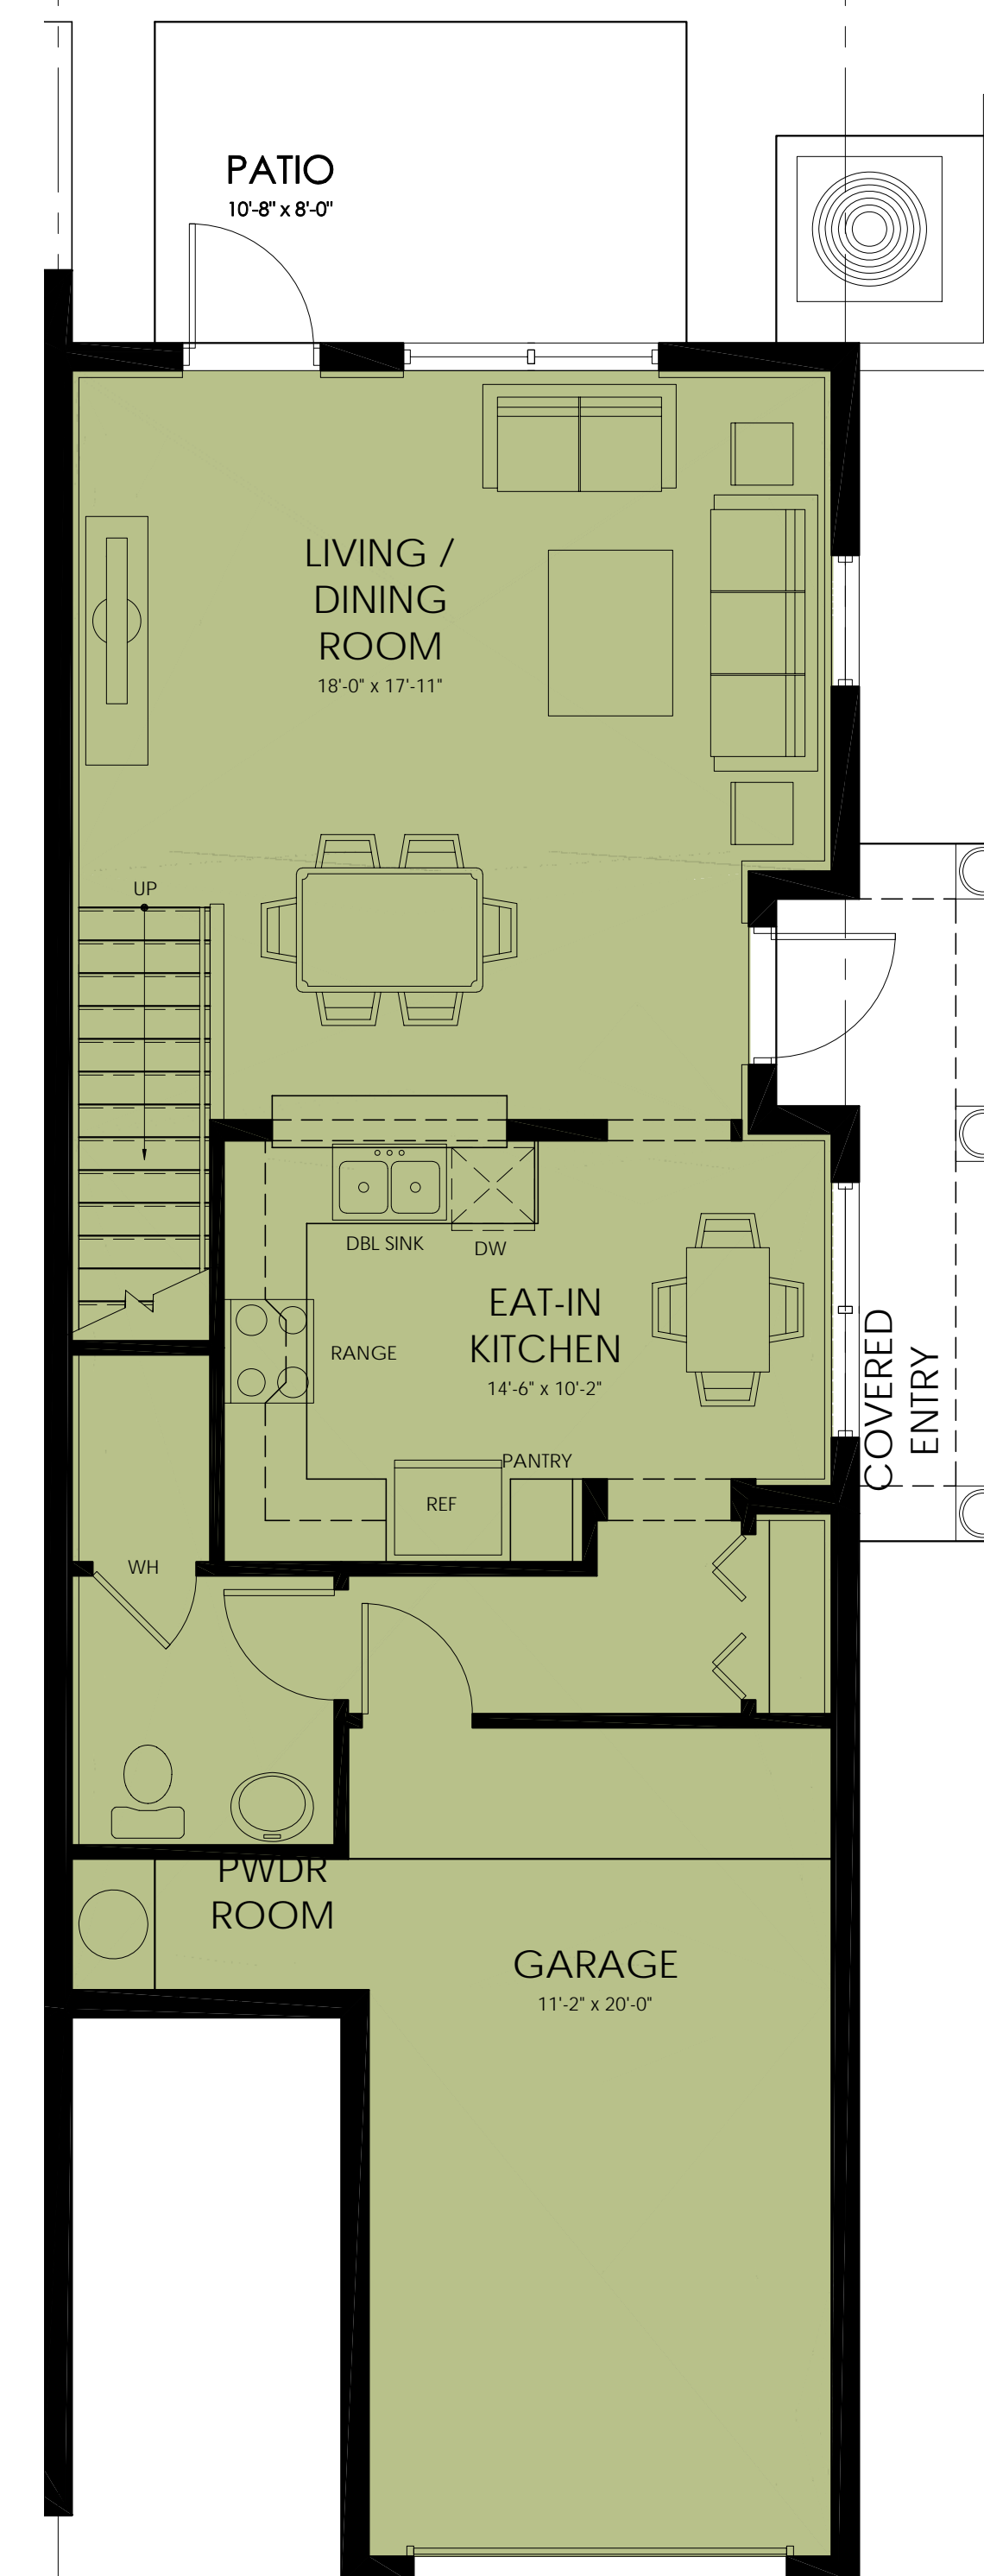 PATIO
10'-8" x 8'-0"
LIVING /
DINING
ROOM
18'-0" x 17'-11"
UP
DBL SINK
DW
EAT-IN
KITCHEN
14'-6" x 10'-2"
RANGE
COVERED
ENTRY
PANTRY
REF
WH
PWDR
ROOM
GARAGE
11'-2" x 20'-0"